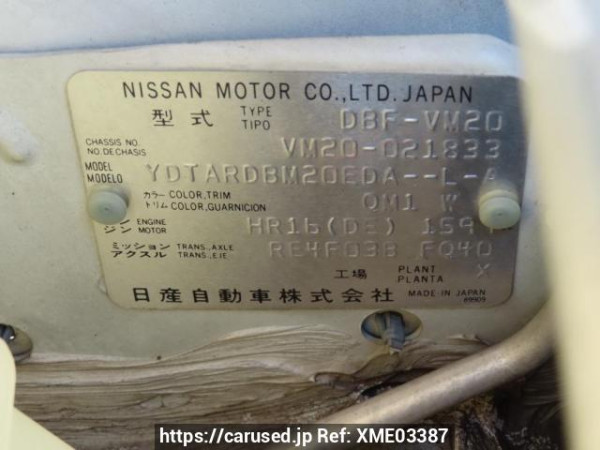 NISSAN MOTOR CO.,LTD. JAPAN
型式 TYPE TIPO DBF-VM20
CHASSIS NO. NO.DECHASIS VM20-021833
MODEL MODELO YDTARDBM20EDA--L-A
カラー COLOR,TRIM トリム COLOR,GUARNICION QM1 W
ン ENGINE ジン MOTOR HR16(DE) 1597
ミッション TRANS.,AXLE アクスル TRANS.,EJE RE4F03B FQ40
工場 PLANT PLANTA X
日産自動車株式会社 MADE IN JAPAN
https://carused.jp Ref: XME03387